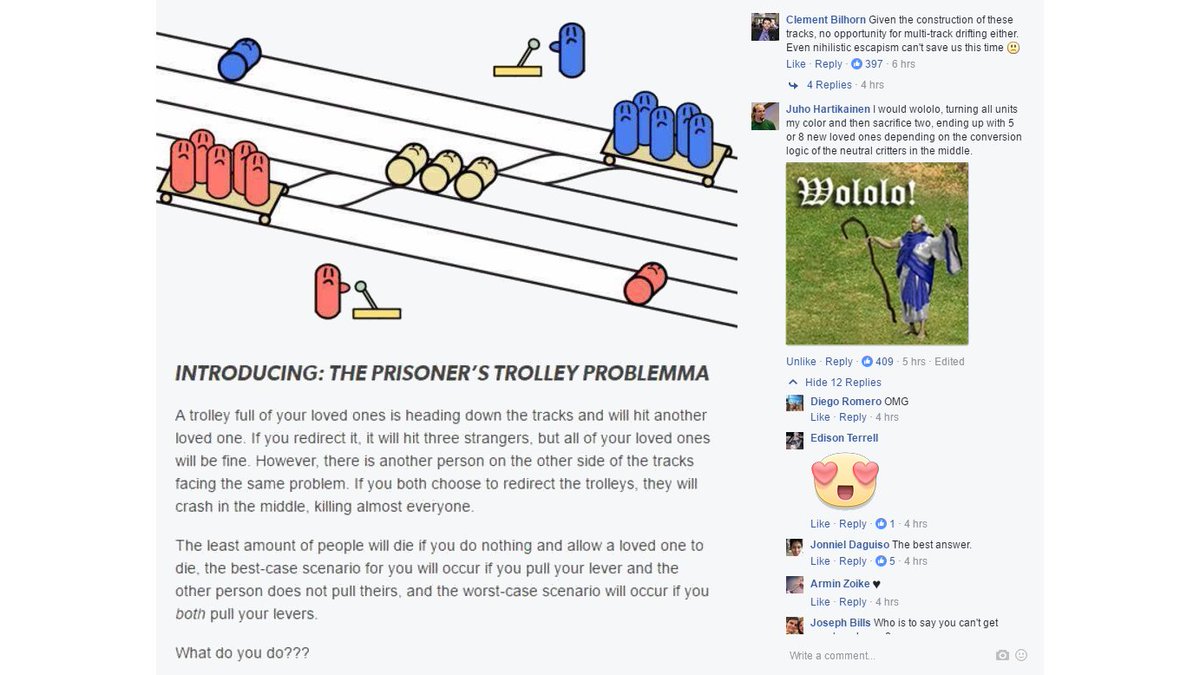 INTRODUCING: THE PRISONER'S TROLLEY PROBLEMMA
A trolley full of your loved ones is heading down the tracks and will hit another
loved one. If you redirect it, it will hit three strangers, but all of your loved ones
will be fine. However, there is another person on the other side of the tracks
facing the same problem. If you both choose to redirect the trolleys, they will
crash in the middle, killing almost everyone.
The least amount of people will die if you do nothing and allow a loved one to
die, the best-case scenario for you will occur if you pull your lever and the
other person does not pull theirs, and the worst-case scenario will occur if you
both pull your levers.
What do you do???
Clement Bilhorn Given the construction of these
tracks, no opportunity for multi-track drifting either.
Even nihilistic escapism can't save us this time
Like · Reply · 397 · 6 hrs
4 Replies · 4 hrs
Juho Hartikainen I would wololo, turning all units
my color and then sacrifice two, ending up with 5
or 8 new loved ones depending on the conversion
logic of the neutral critters in the middle.
Wololo!
Unlike · Reply · 409 · 5 hrs · Edited
Hide 12 Replies
Diego Romero OMG
Like · Reply · 4 hrs
Edison Terrell
Like · Reply · 1 · 4 hrs
Jonniel Daguiso The best answer.
Like · Reply · 5 · 4 hrs
Armin Zoike ♥
Like · Reply · 4 hrs
Joseph Bills Who is to say you can't get
Write a comment...